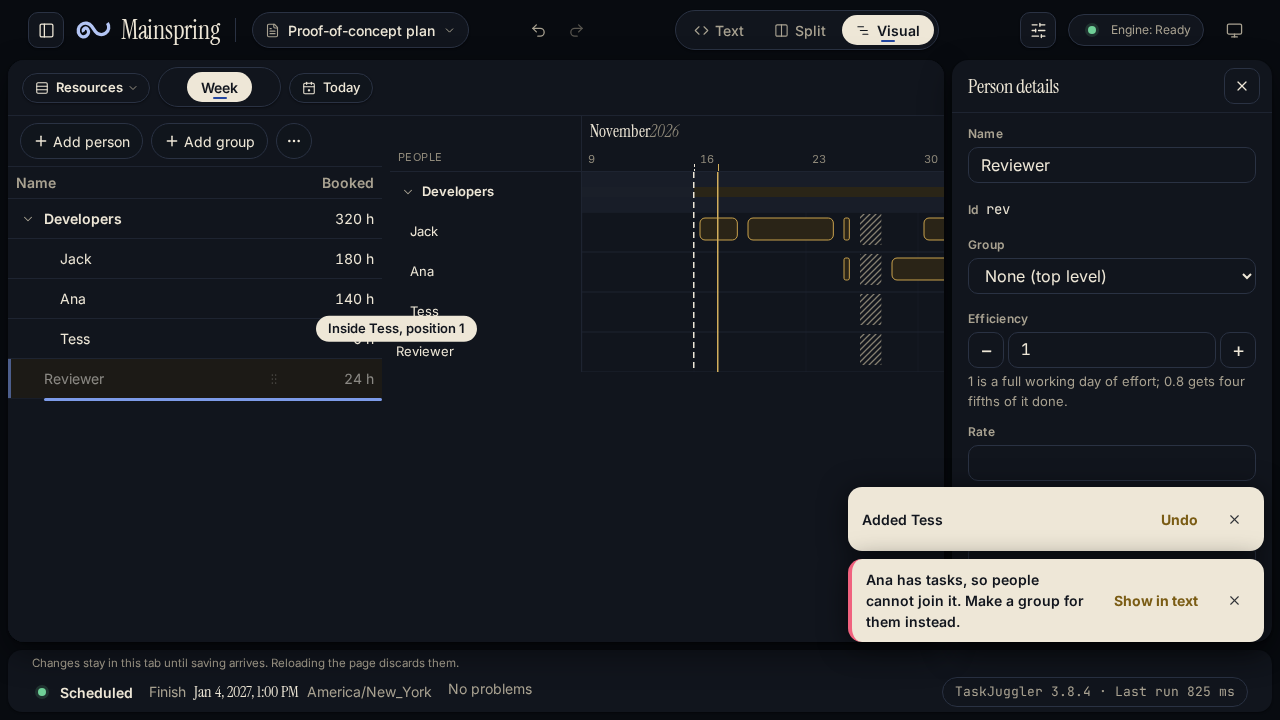 Mainspring
Proof-of-concept plan
Text
Split
Visual
Engine: Ready
Resources
Week
Today
Add person
Add group
Name
Booked
Developers
320 h
Jack
180 h
Ana
140 h
Tess
Reviewer
24 h
Inside Tess, position 1
PEOPLE
November 2026
9
16
23
30
Developers
Jack
Ana
Tess
Reviewer
Person details
Name
Reviewer
Id rev
Group
None (top level)
Efficiency
1
1 is a full working day of effort; 0.8 gets four
fifths of it done.
Rate
Added Tess
Undo
Ana has tasks, so people
cannot join it. Make a group for
them instead.
Show in text
Changes stay in this tab until saving arrives. Reloading the page discards them.
Scheduled
Finish Jan 4, 2027, 1:00 PM America/New_York
No problems
TaskJuggler 3.8.4 · Last run 825 ms